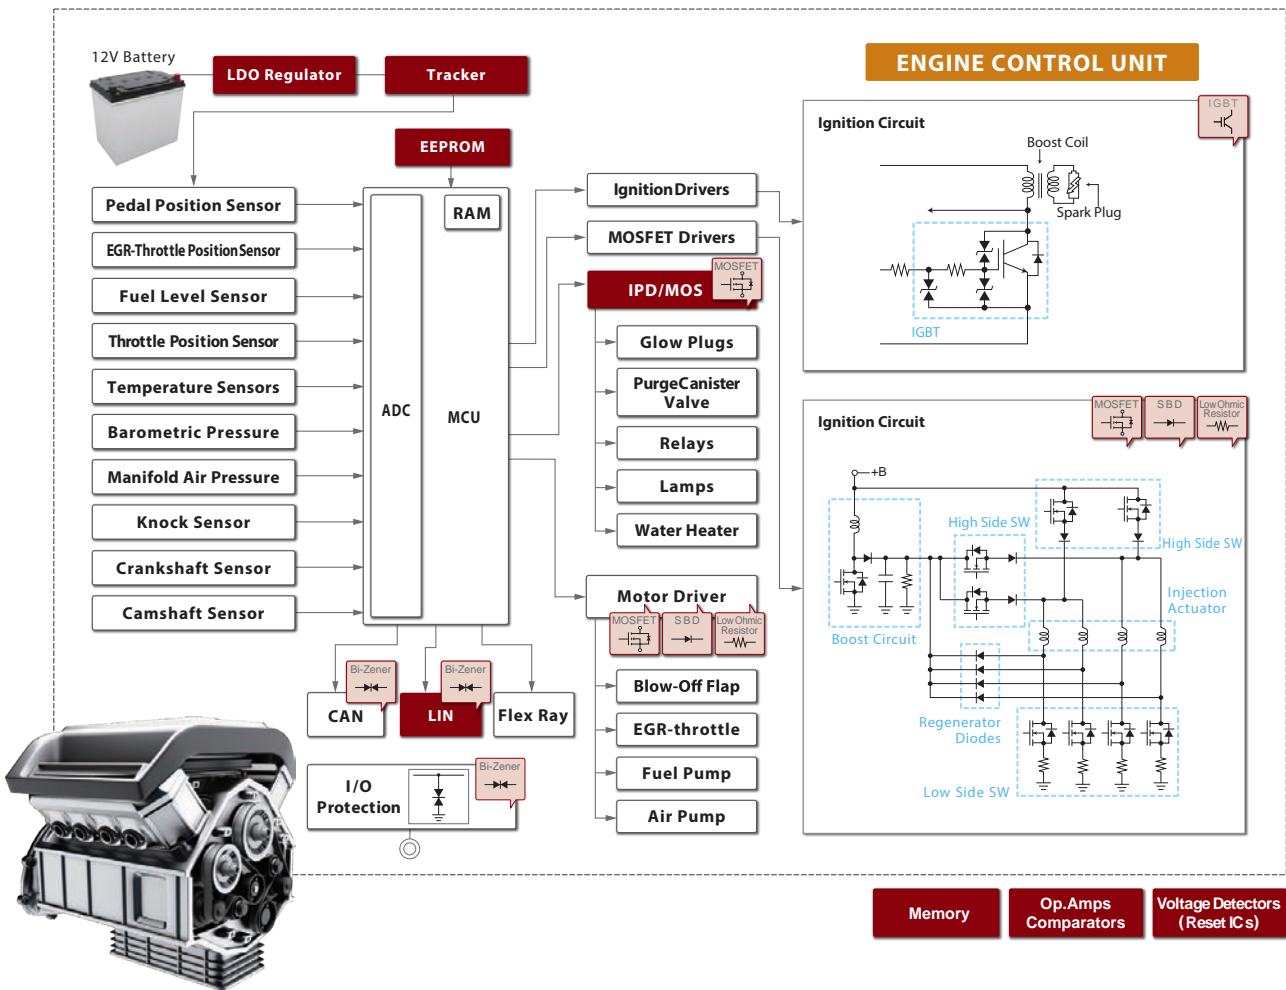 12V Battery
LDO Regulator
Tracker
ENGINE CONTROL UNIT
EEPROM
Pedal Position Sensor
EGR-Throttle Position Sensor
Fuel Level Sensor
Throttle Position Sensor
Temperature Sensors
Barometric Pressure
Manifold Air Pressure
Knock Sensor
Crankshaft Sensor
Camshaft Sensor
ADC
RAM
MCU
Bi-Zener
CAN
Bi-Zener
LIN
Flex Ray
I/O
Protection
Bi-Zener
Ignition Drivers
MOSFET Drivers
MOSFET
IPD/MOS
Glow Plugs
Purge Canister
Valve
Relays
Lamps
Water Heater
Motor Driver
MOSFET
SBD
Low Ohmic
Resistor
Blow-Off Flap
EGR-throttle
Fuel Pump
Air Pump
IGBT
Ignition Circuit
Boost Coil
Spark Plug
IGBT
MOSFET
SBD
Low Ohmic
Resistor
Ignition Circuit
+B
High Side SW
High Side SW
Injection
Actuator
Boost Circuit
Regenerator
Diodes
Low Side SW
Memory
Op.Amps
Comparators
Voltage Detectors
(Reset ICs)